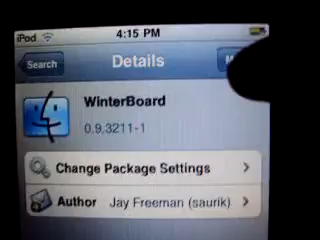 iPod 4:15 PM
Search Details
WinterBoard
0.9.3211-1
Change Package Settings
Author Jay Freeman (saurik)